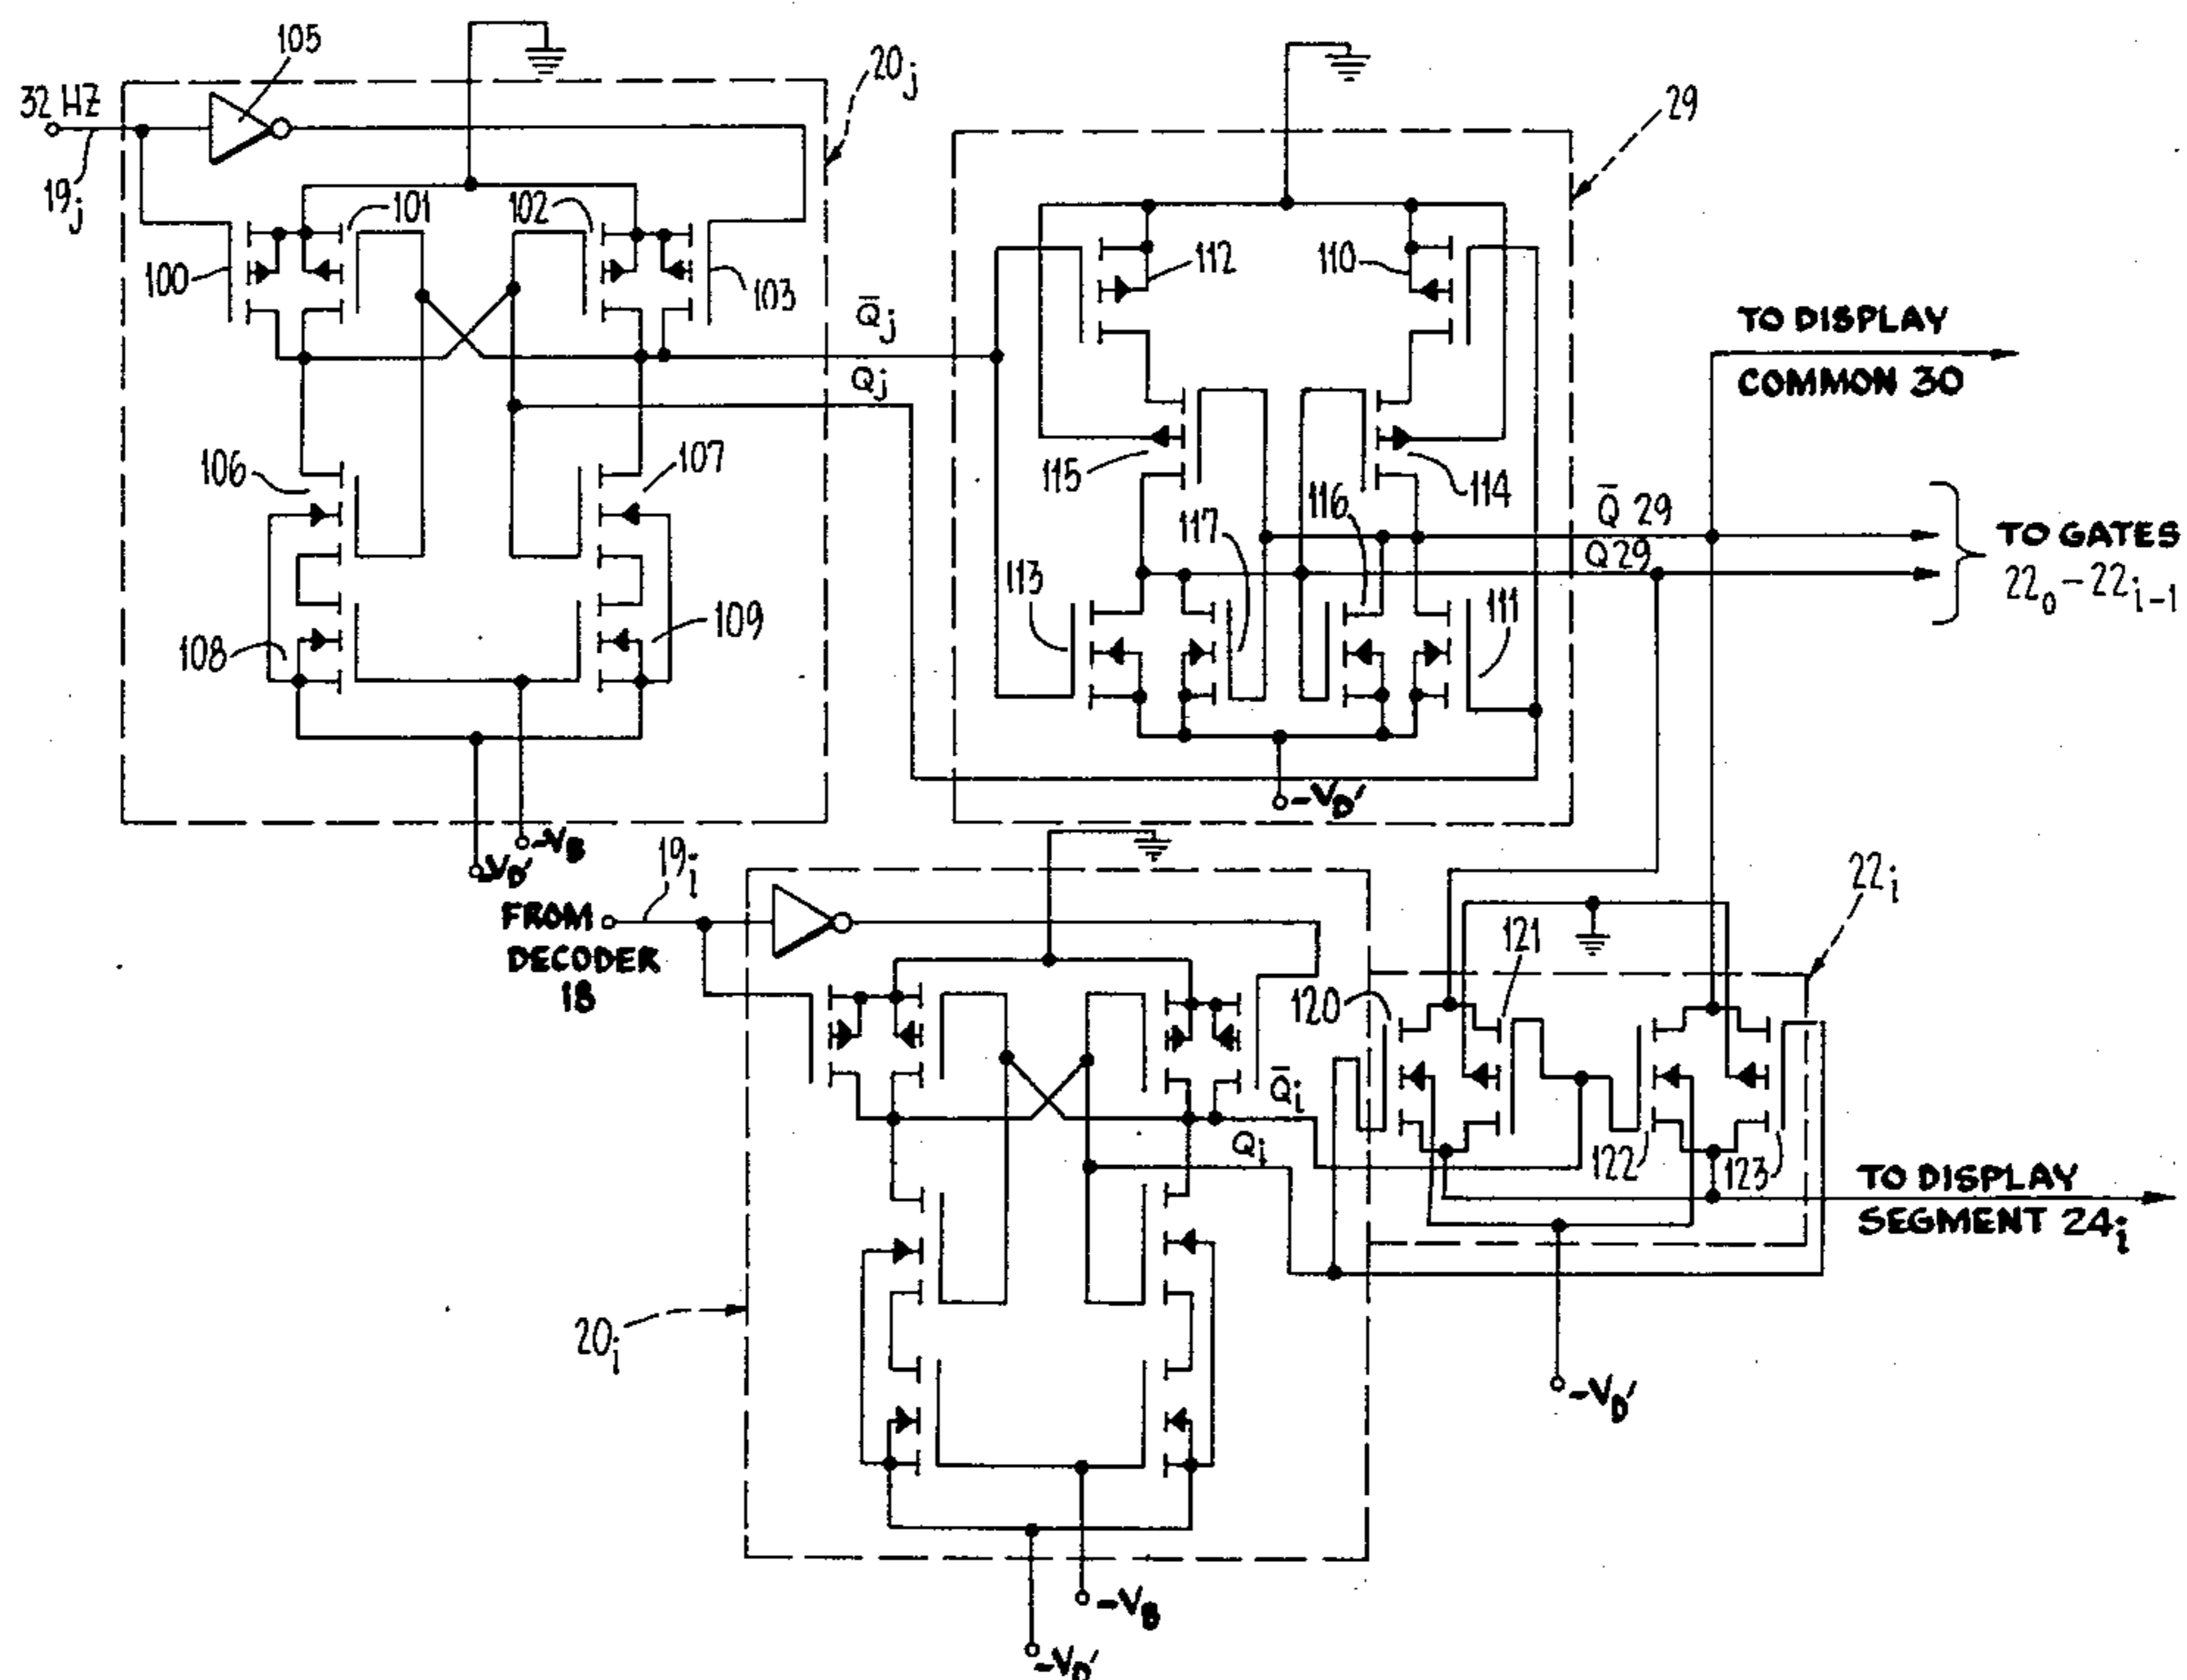 105
32 HZ
20j
29
19j
101
102
100
103
112
110
Q̄j
Qj
TO DISPLAY
COMMON 30
106
107
115
114
116
117
Q̄ 29
Q29
TO GATES
22₀-22i-1
113
111
108
109
-VD'
-VB
-VD'
19i
FROM
DECODER
18
22i
121
120
Q̄i
Qi
122
123
TO DISPLAY
SEGMENT 24i
20i
-VD'
-VB
-VD'